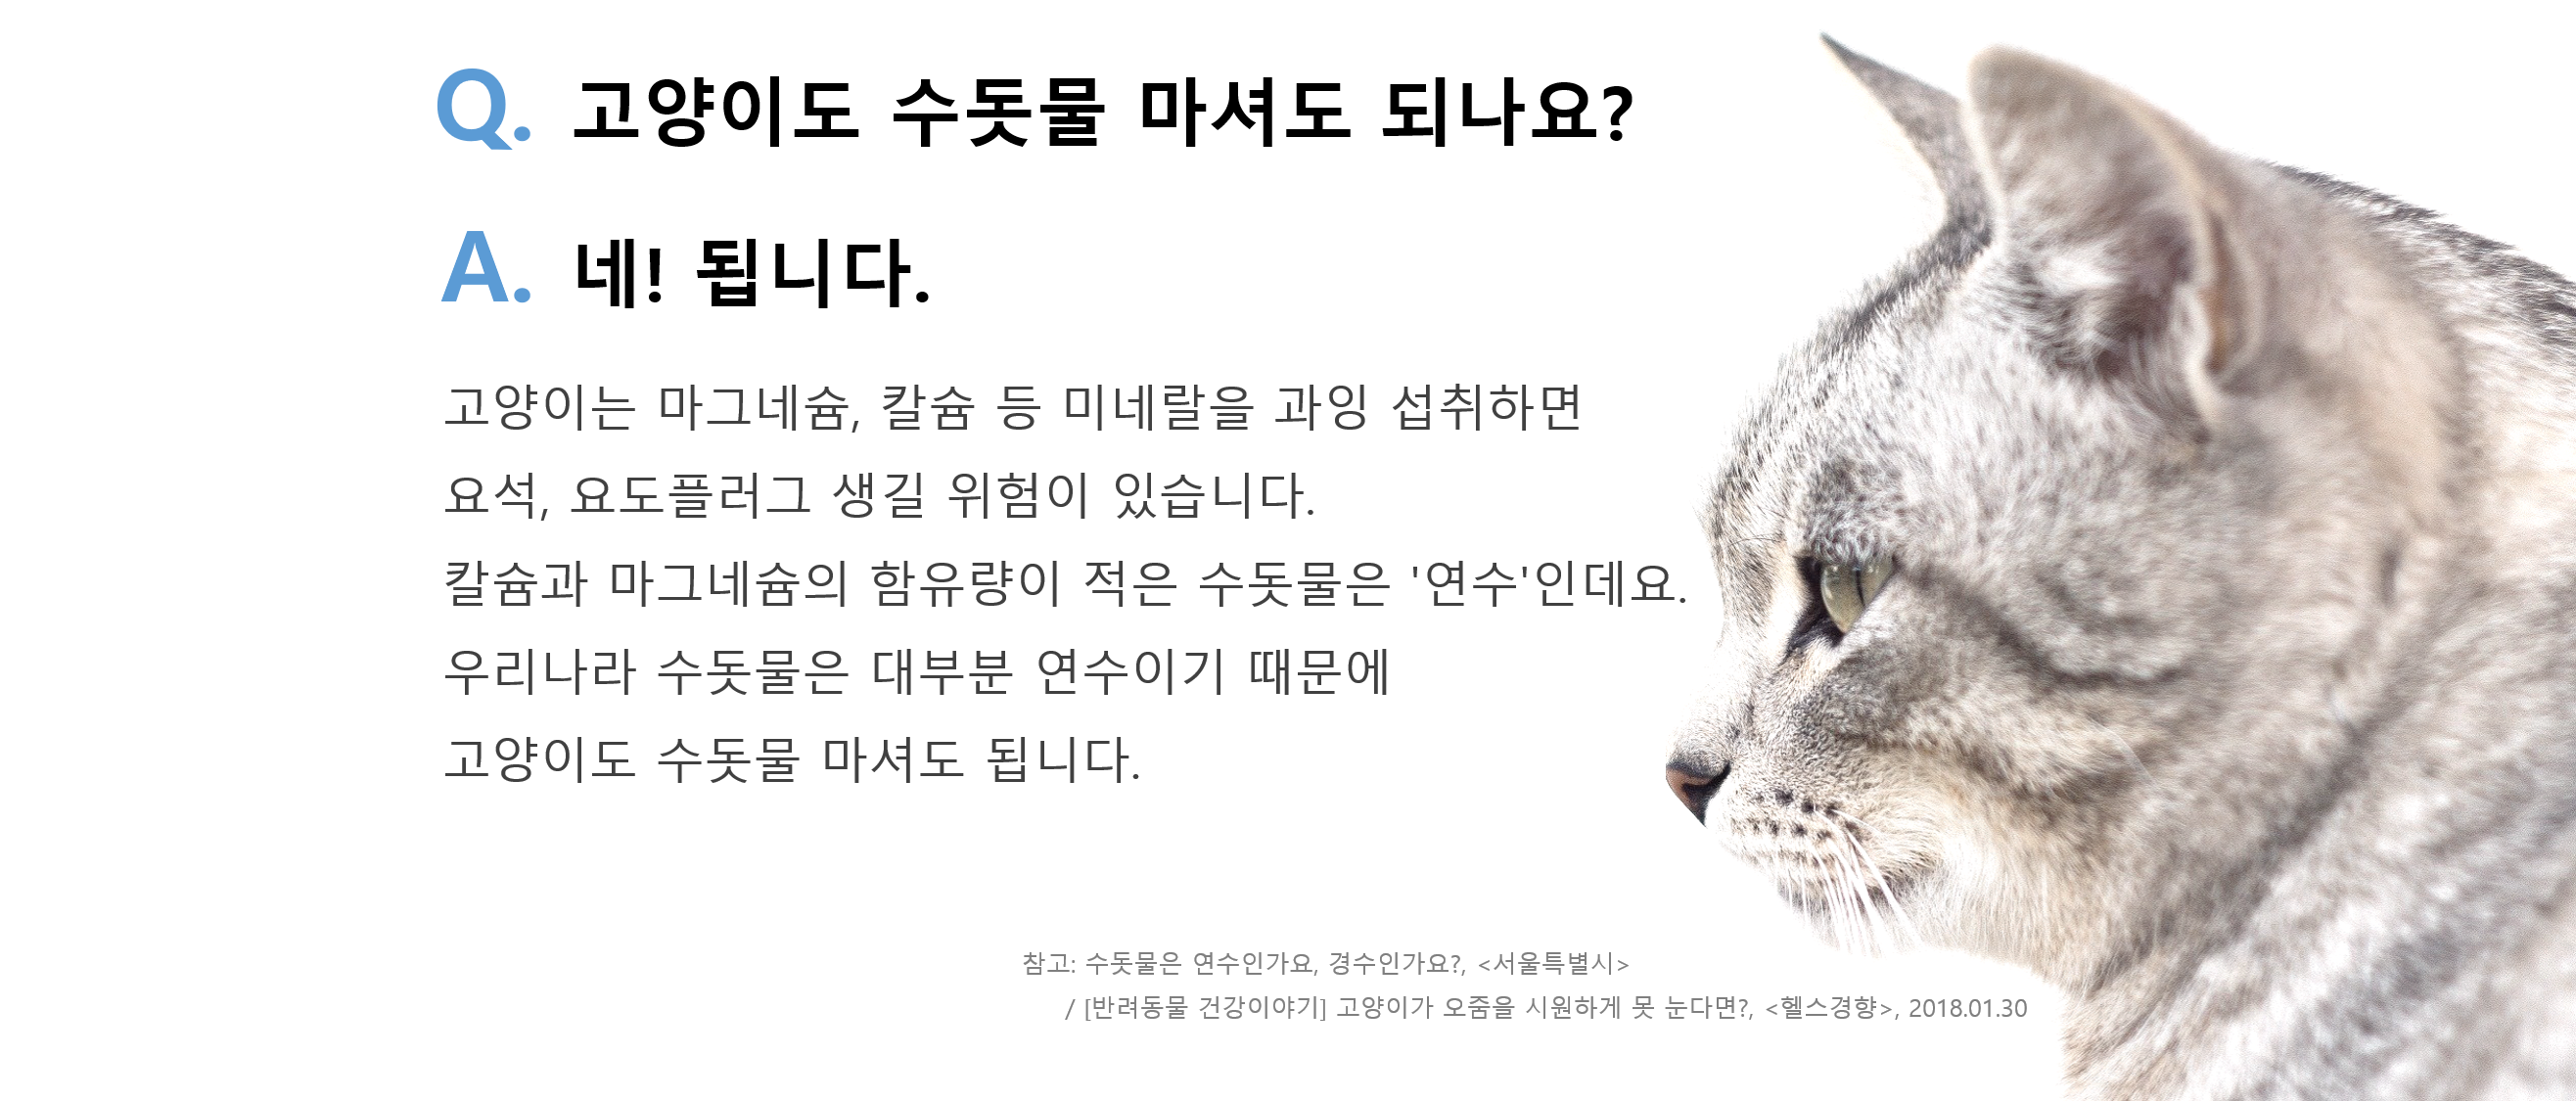 Q. 고양이도 수돗물 마셔도 되나요?
A. 네! 됩니다.
고양이는 마그네슘, 칼슘 등 미네랄을 과잉 섭취하면
요석, 요도플러그 생길 위험이 있습니다.
칼슘과 마그네슘의 함유량이 적은 수돗물은 '연수'인데요.
우리나라 수돗물은 대부분 연수이기 때문에
고양이도 수돗물 마셔도 됩니다.
참고: 수돗물은 연수인가요, 경수인가요?, <서울특별시>
/ [반려동물 건강이야기] 고양이가 오줌을 시원하게 못 눈다면?, <헬스경향>, 2018.01.30